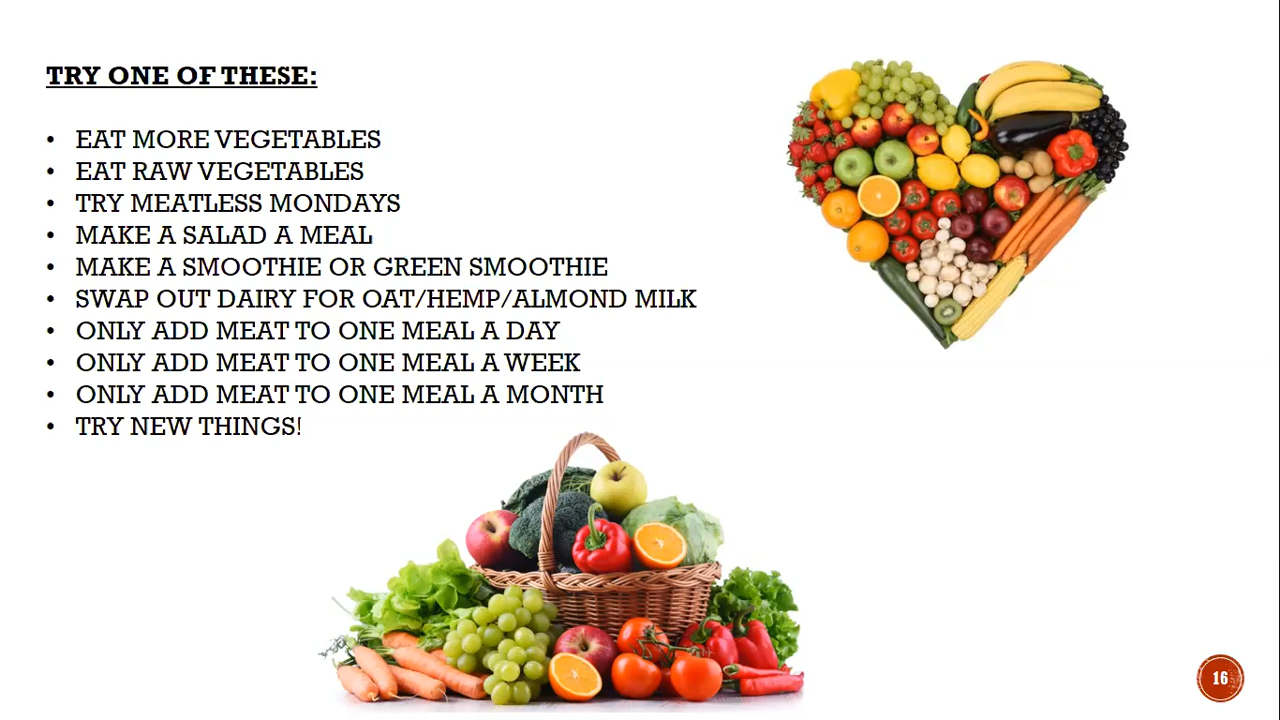 TRY ONE OF THESE:
• EAT MORE VEGETABLES
• EAT RAW VEGETABLES
• TRY MEATLESS MONDAYS
• MAKE A SALAD A MEAL
• MAKE A SMOOTHIE OR GREEN SMOOTHIE
• SWAP OUT DAIRY FOR OAT/HEMP/ALMOND MILK
• ONLY ADD MEAT TO ONE MEAL A DAY
• ONLY ADD MEAT TO ONE MEAL A WEEK
• ONLY ADD MEAT TO ONE MEAL A MONTH
• TRY NEW THINGS!
16